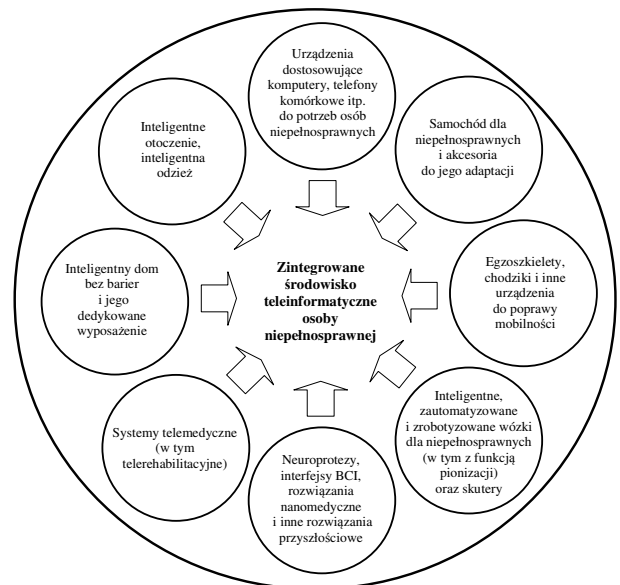 Urządzenia
dostosowujące
komputery, telefony
komórkowe itp.
do potrzeb osób
niepełnosprawnych
Samochód dla
niepełnosprawnych
i akcesoria
do jego adaptacji
Egzoszkielety,
chodziki i inne
urządzenia
do poprawy
mobilności
Inteligentne,
zautomatyzowane
i zrobotyzowane wózki
dla niepełnosprawnych
(w tym z funkcją
pionizacji)
oraz skutery
Neuroprotezy,
interfejsy BCI,
rozwiązania
nanomedyczne
i inne rozwiązania
przyszłościowe
Systemy telemedyczne
(w tym
telerehabilitacyjne)
Inteligentny dom
bez barier
i jego
dedykowane
wyposażenie
Inteligentne
otoczenie,
inteligentna
odzież
Zintegrowane
środowisko
teleinformatyczne
osoby
niepełnosprawnej